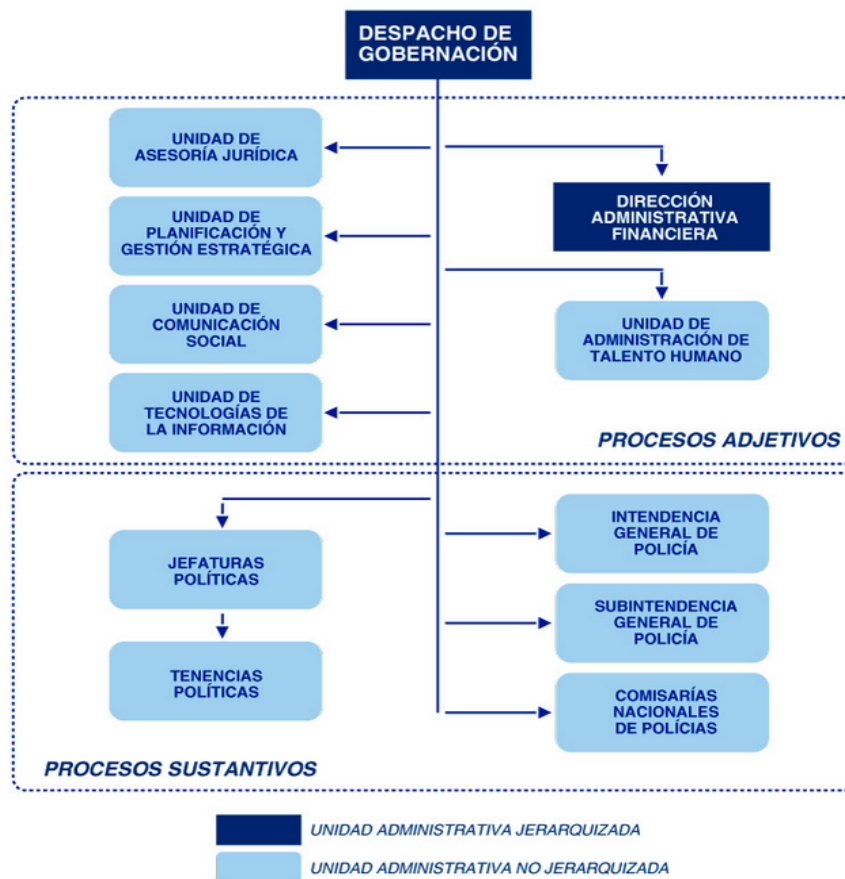 DESPACHO DE
GOBERNACIÓN
UNIDAD DE
ASESORÍA JURÍDICA
UNIDAD DE
PLANIFICACIÓN Y
GESTIÓN ESTRATÉGICA
UNIDAD DE
COMUNICACIÓN
SOCIAL
UNIDAD DE
TECNOLOGÍAS DE
LA INFORMACIÓN
DIRECCIÓN
ADMINISTRATIVA
FINANCIERA
UNIDAD DE
ADMINISTRACIÓN DE
TALENTO HUMANO
PROCESOS ADJETIVOS
JEFATURAS
POLÍTICAS
TENENCIAS
POLÍTICAS
INTENDENCIA
GENERAL DE
POLICÍA
SUBINTENDENCIA
GENERAL DE
POLICÍA
COMISARÍAS
NACIONALES
DE POLÍCIAS
PROCESOS SUSTANTIVOS
UNIDAD ADMINISTRATIVA JERARQUIZADA
UNIDAD ADMINISTRATIVA NO JERARQUIZADA